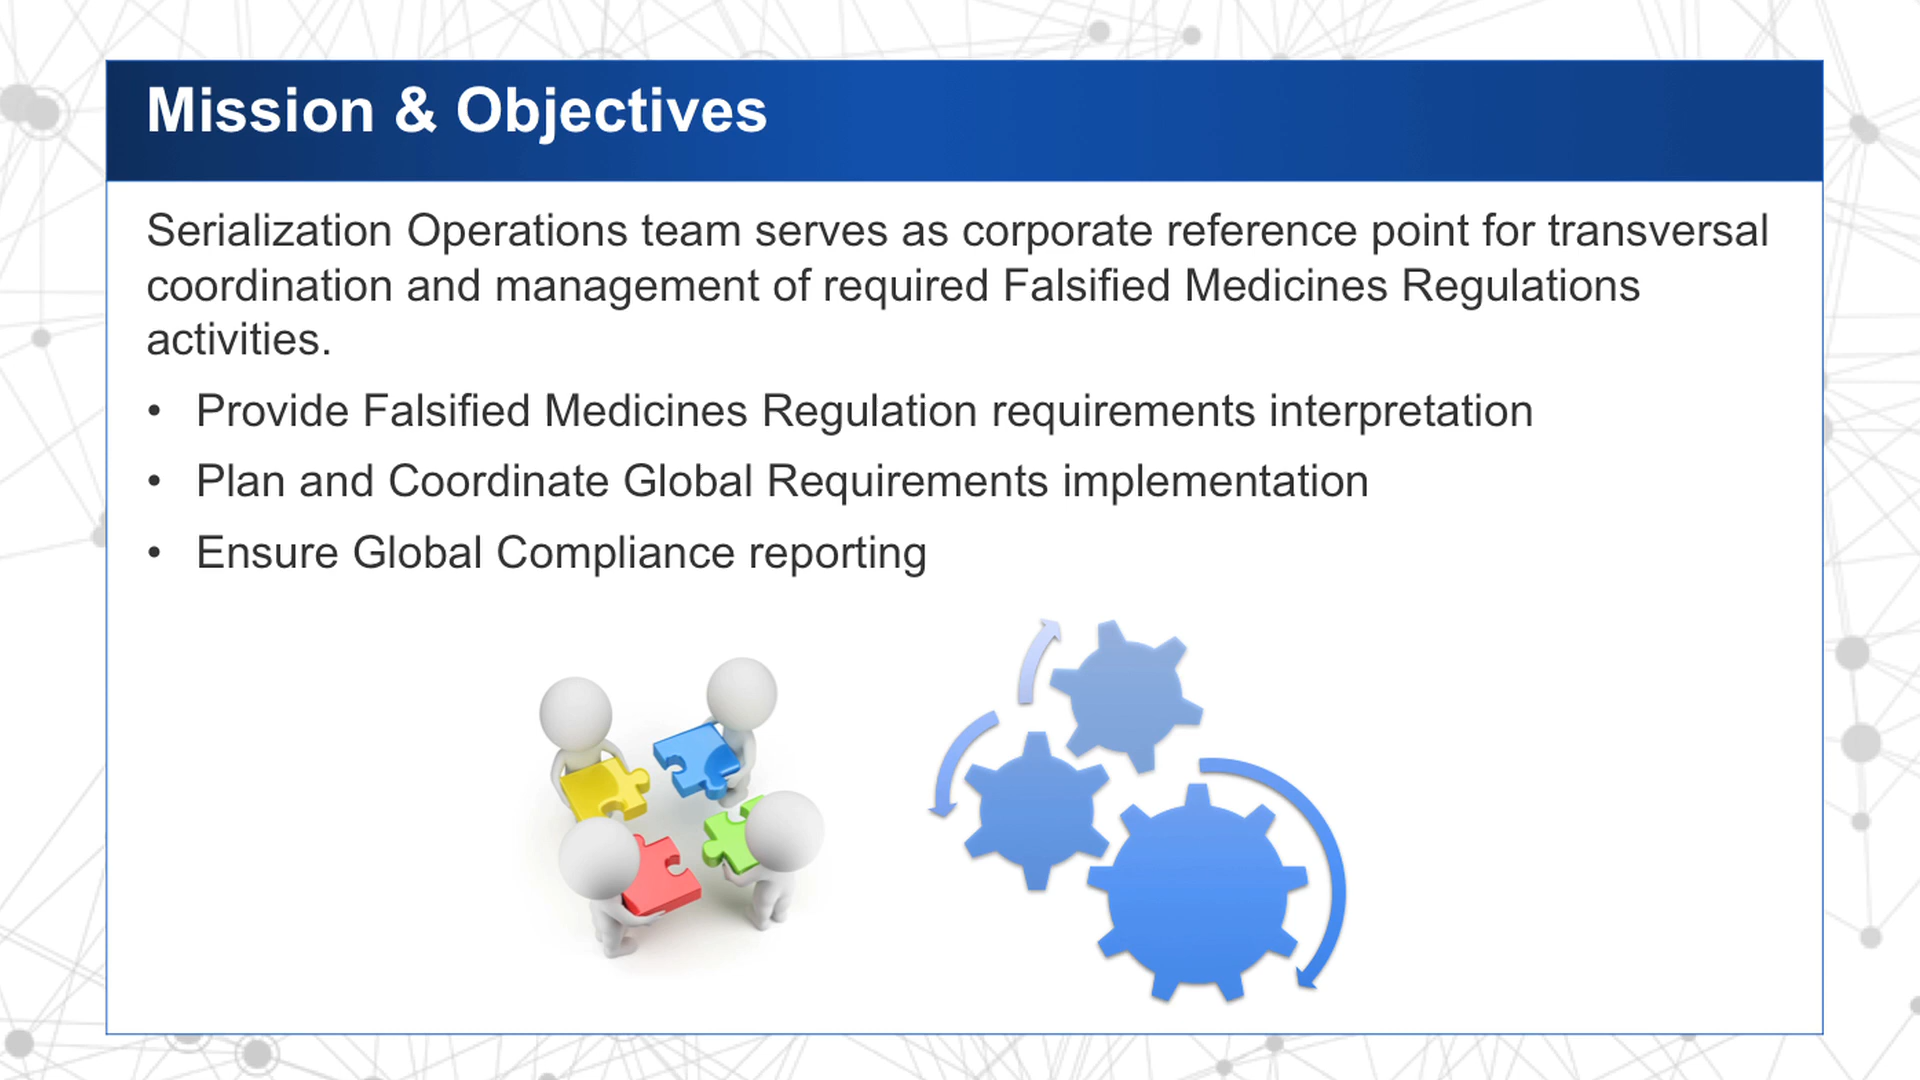 Mission & Objectives
Serialization Operations team serves as corporate reference point for transversal
coordination and management of required Falsified Medicines Regulations
activities.
• Provide Falsified Medicines Regulation requirements interpretation
• Plan and Coordinate Global Requirements implementation
• Ensure Global Compliance reporting